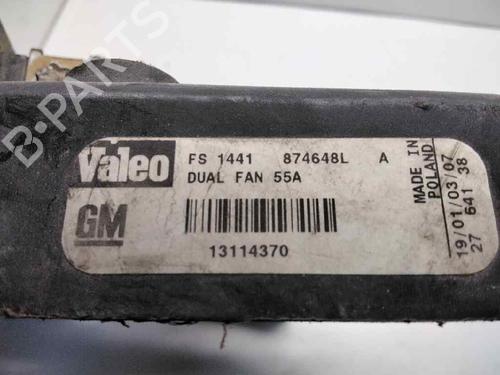 B-PARTS
Valeo
FS 1441 874648L A
DUAL FAN 55A
GM
13114370
MADE IN
POLAND
19/01/03/07
27 641 38